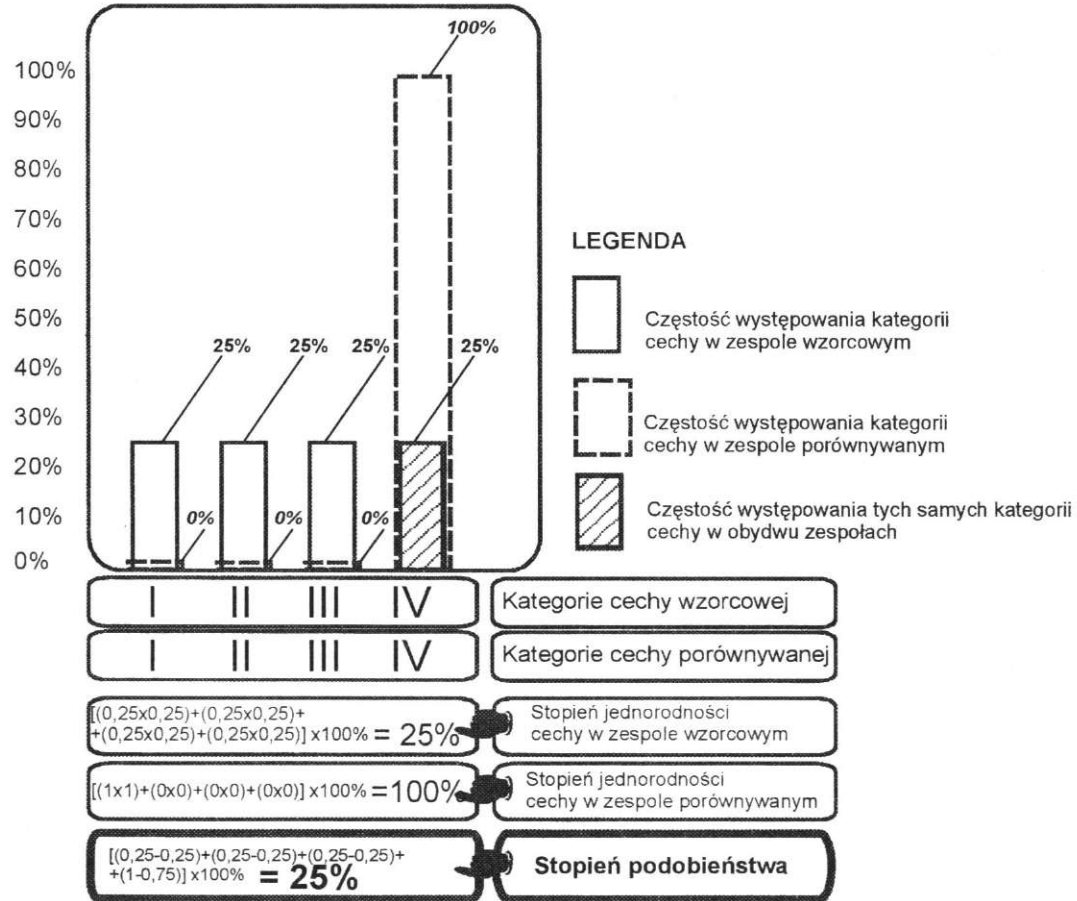 100%
100%
90%
80%
70%
60%
50%
40%
30%
20%
10%
0%
25%
25%
25%
25%
0%
0%
0%
LEGENDA
Częstość występowania kategorii
cechy w zespole wzorcowym
Częstość występowania kategorii
cechy w zespole porównywanym
Częstość występowania tych samych kategorii
cechy w obydwu zespołach
I II III IV
Kategorie cechy wzorcowej
I II III IV
Kategorie cechy porównywanej
[(0,25x0,25)+(0,25x0,25)+
+(0,25x0,25)+(0,25x0,25)] x100% = 25%
Stopień jednorodności
cechy w zespole wzorcowym
[(1x1)+(0x0)+(0x0)+(0x0)] x100% =100%
Stopień jednorodności
cechy w zespole porównywanym
[(0,25-0,25)+(0,25-0,25)+(0,25-0,25)+
+(1-0,75)] x100% = 25%
Stopień podobieństwa